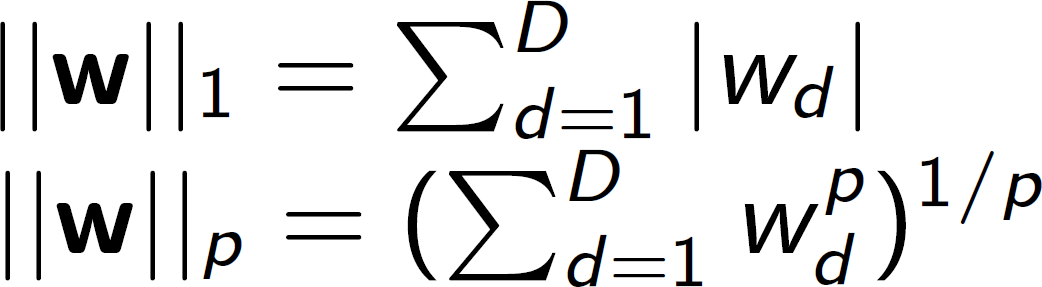 ||w||₁ = ∑_{d=1}^{D} |w_d|
||w||_p = (∑_{d=1}^{D} w_d^p)^{1/p}